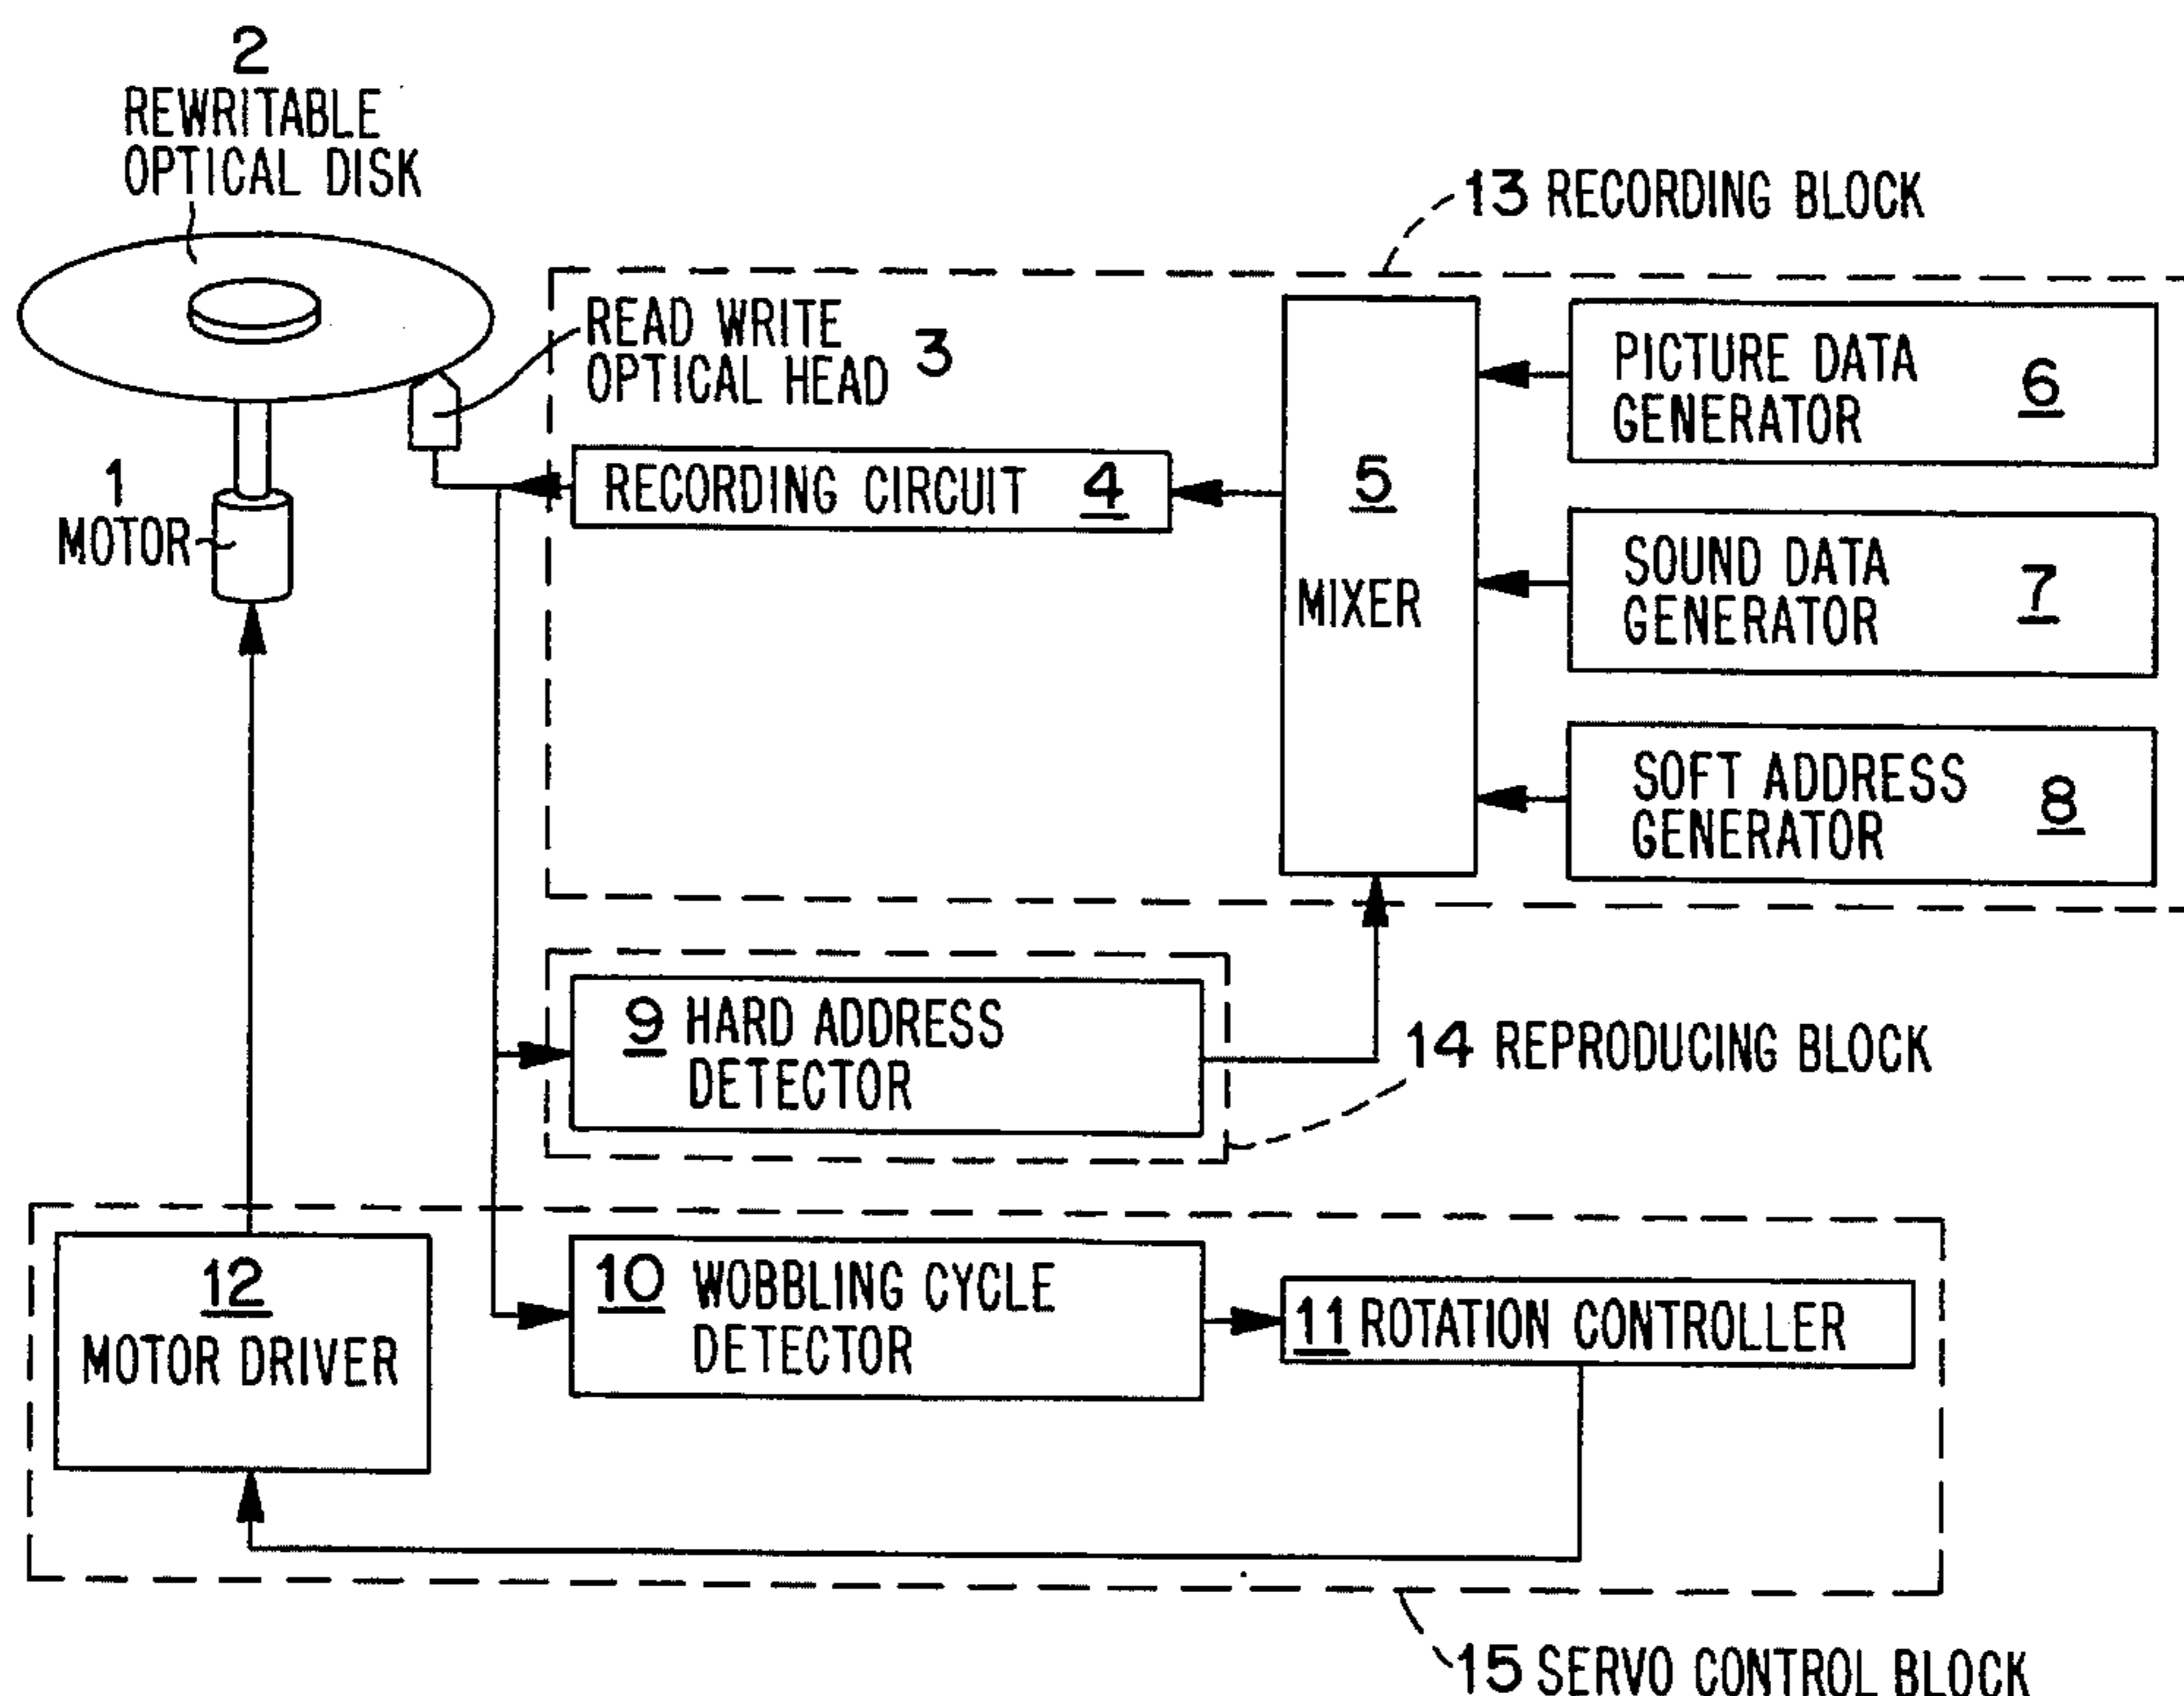 2
REWRITABLE
OPTICAL DISK
13 RECORDING BLOCK
READ WRITE
OPTICAL HEAD 3
PICTURE DATA
GENERATOR 6
1
MOTOR
RECORDING CIRCUIT 4
5
MIXER
SOUND DATA
GENERATOR 7
SOFT ADDRESS
GENERATOR 8
9 HARD ADDRESS
DETECTOR
14 REPRODUCING BLOCK
12
MOTOR DRIVER
10 WOBBLING CYCLE
DETECTOR
11 ROTATION CONTROLLER
15 SERVO CONTROL BLOCK